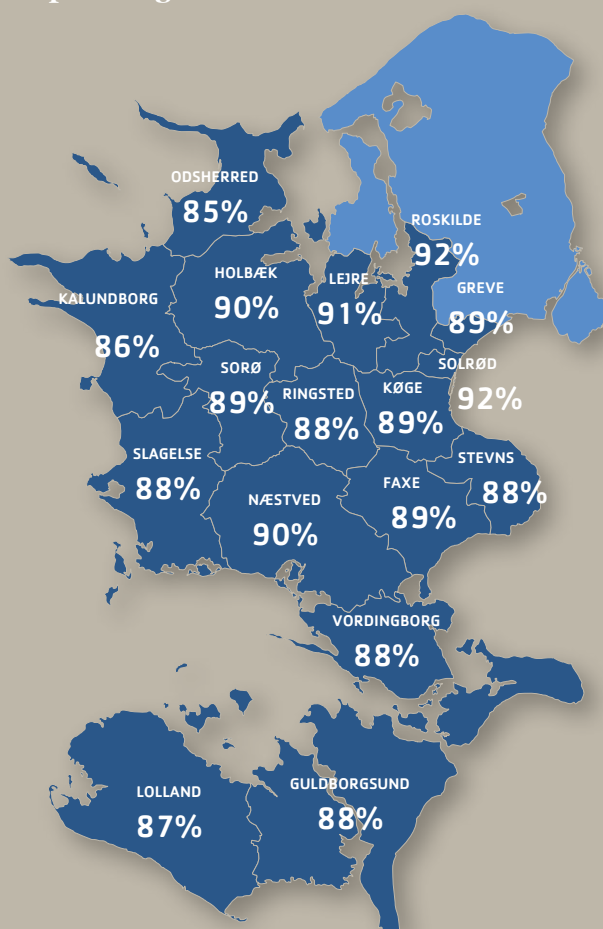 ODSHERRED
85%
ROSKILDE
92%
HOLBÆK
90%
LEJRE
91%
GREVE
89%
KALUNDBORG
86%
SOLRØD
92%
SORØ
89%
RINGSTED
88%
KØGE
89%
SLAGELSE
88%
STEVNS
88%
NÆSTVED
90%
FAXE
89%
VORDINGBORG
88%
LOLLAND
87%
GULDBORGSUND
88%